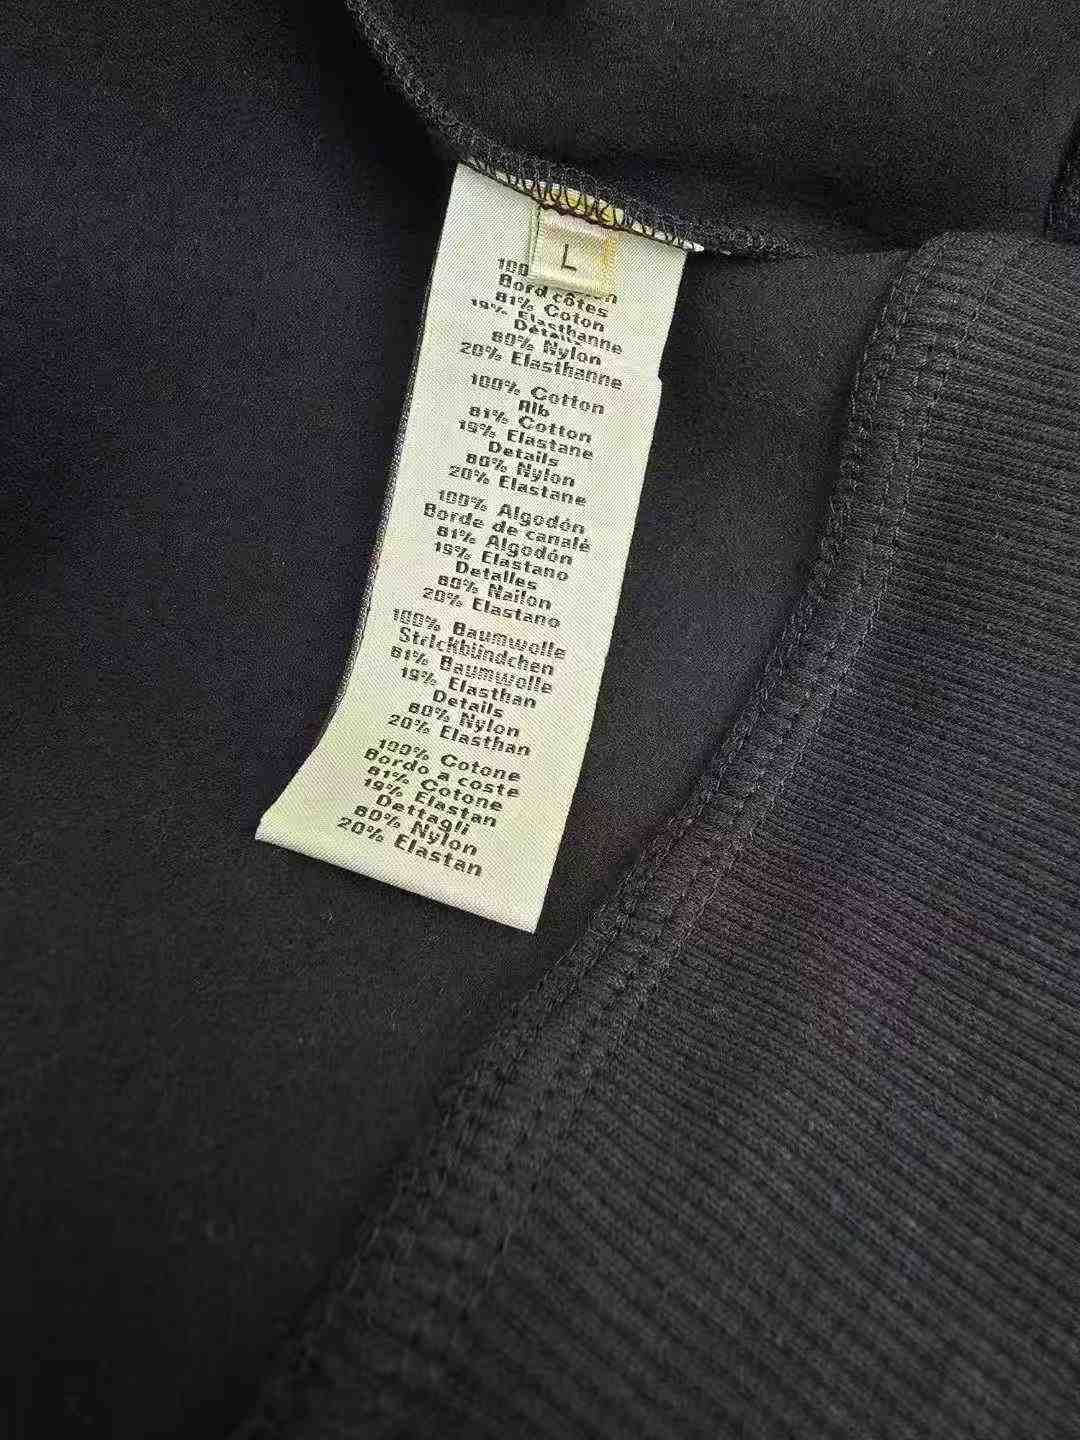 L
100
Bord côtes
81% Coton
19% Elasthanne
Détails
80% Nylon
20% Elasthanne
100% Cotton
Rib
81% Cotton
19% Elastane
Details
80% Nylon
20% Elastane
100% Algodón
Borde de canalé
81% Algodón
19% Elastano
Detalles
80% Nailon
20% Elastano
100% Baumwolle
Strickbündchen
81% Baumwolle
19% Elasthan
Details
80% Nylon
20% Elasthan
100% Cotone
Bordo a coste
81% Cotone
19% Elastan
Dettagli
80% Nylon
20% Elastan